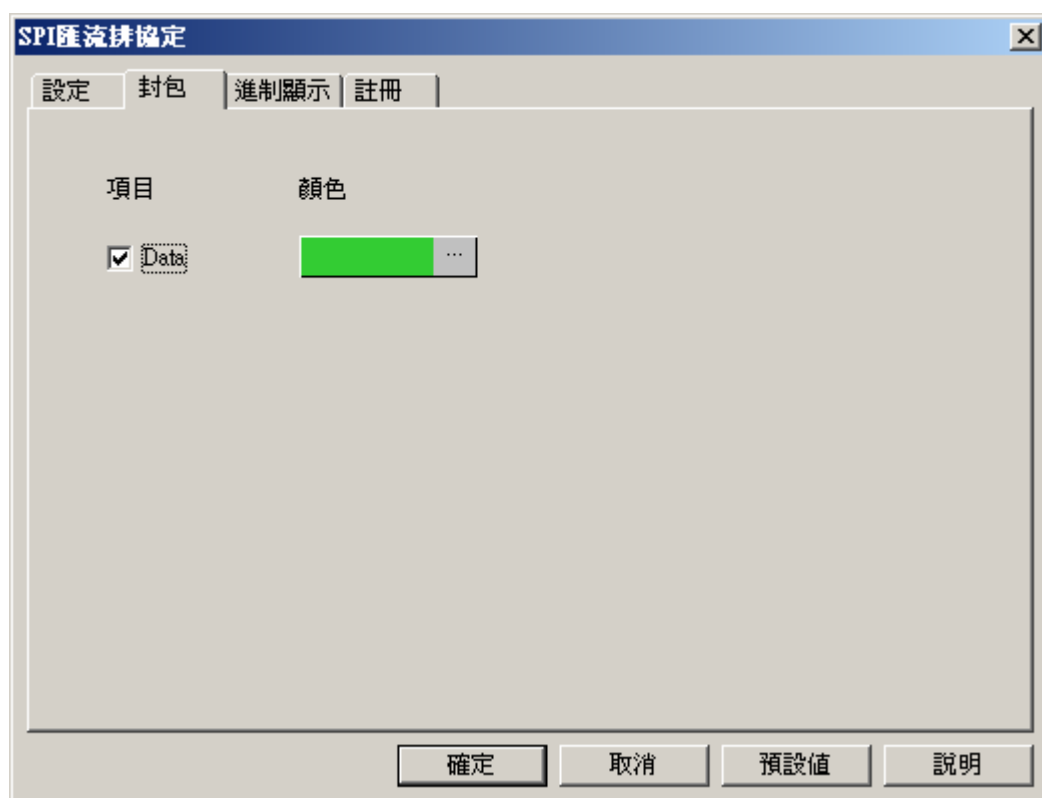 SPI匯流排協定
設定 封包 進制顯示 註冊
項目 顏色
Data ...
確定 取消 預設值 說明